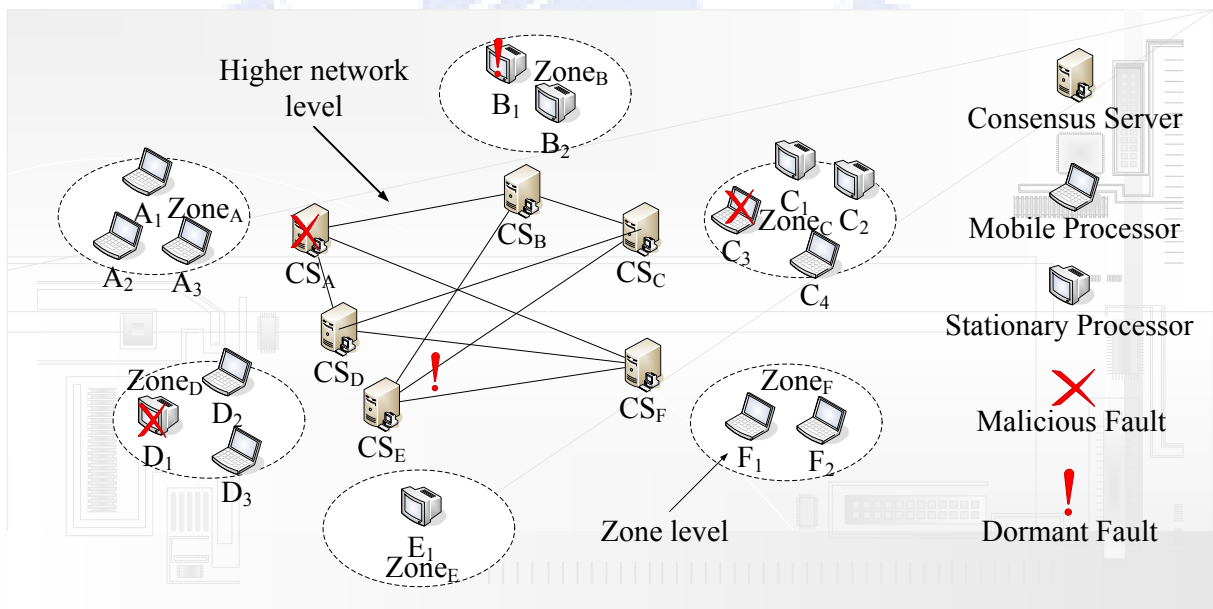 Higher network
level
Zone_B
B_1
B_2
Consensus Server
A_1
Zone_A
A_2
A_3
CS_A
CS_B
CS_C
C_1
C_2
Zone_C
C_3
C_4
Mobile Processor
CS_D
Stationary Processor
Zone_D
D_2
D_1
D_3
CS_E
CS_F
Zone_F
F_1
F_2
Malicious Fault
E_1
Zone_E
Zone level
!
Dormant Fault